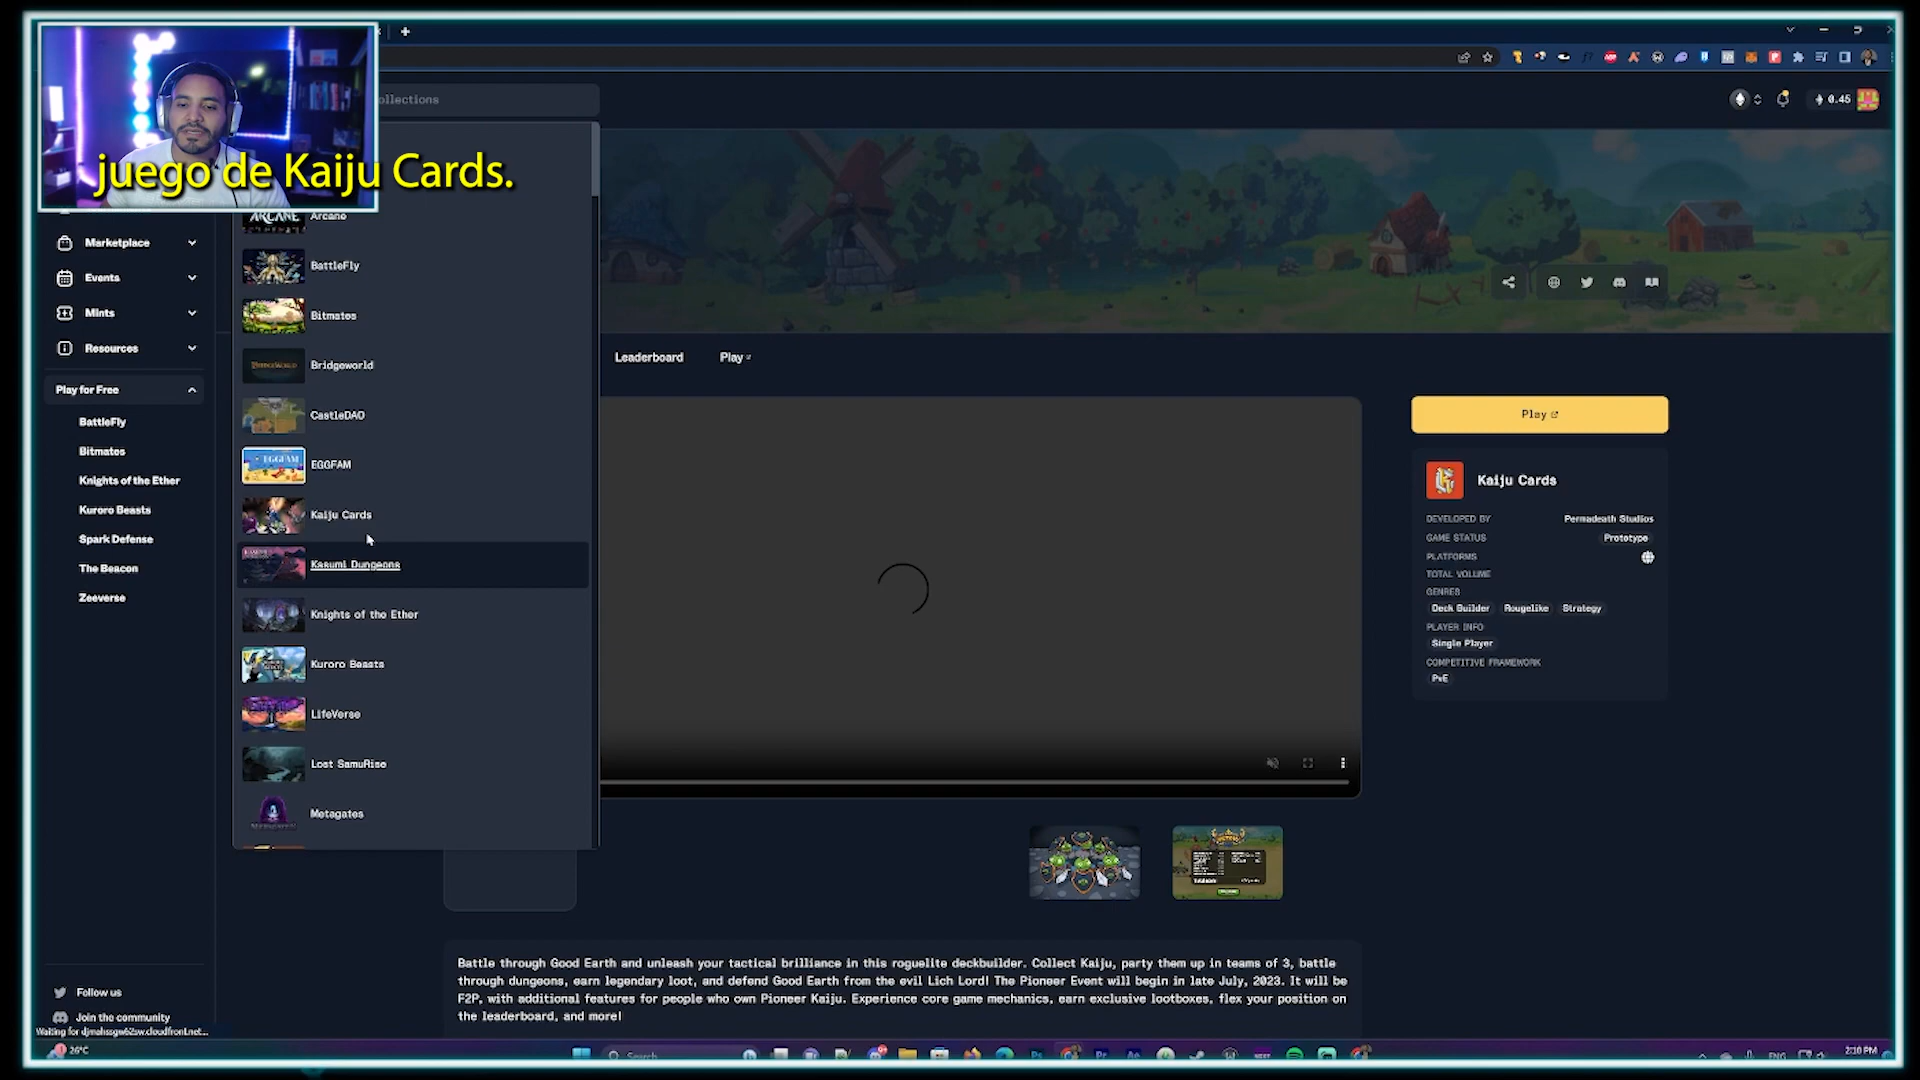 ollections
0.45
juego de Kaiju Cards.
Arcane
ARCANE
BattleFly
Bitmates
Bridgeworld
CastleDAO
EGGFAM
EGGFAM
Kaiju Cards
Kasumi Dungeons
Knights of the Ether
Kuroro Beasts
LifeVerse
Lost SamuRise
Metagates
Marketplace
Events
Mints
Resources
Play for Free
BattleFly
Bitmates
Knights of the Ether
Kuroro Beasts
Spark Defense
The Beacon
Zeeverse
Leaderboard
Play
Play
Kaiju Cards
DEVELOPED BY
Permadeath Studios
GAME STATUS
Prototype
PLATFORMS
TOTAL VOLUME
GENRES
Deck Builder
Rougelike
Strategy
PLAYER INFO
Single Player
COMPETITIVE FRAMEWORK
PvE
Battle through Good Earth and unleash your tactical brilliance in this roguelite deckbuilder. Collect Kaiju, party them up in teams of 3, battle
through dungeons, earn legendary loot, and defend Good Earth from the evil Lich Lord! The Pioneer Event will begin in late July, 2023. It will be
F2P, with additional features for people who own Pioneer Kaiju. Experience core game mechanics, earn exclusive lootboxes, flex your position on
the leaderboard, and more!
Follow us
Join the community
26°C
Search
ENG
2:10 PM